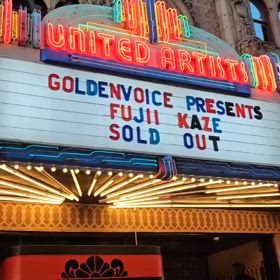 UNITED ARTISTS
GOLDENVOICE PRESENTS
FUJII KAZE
SOLD OUT